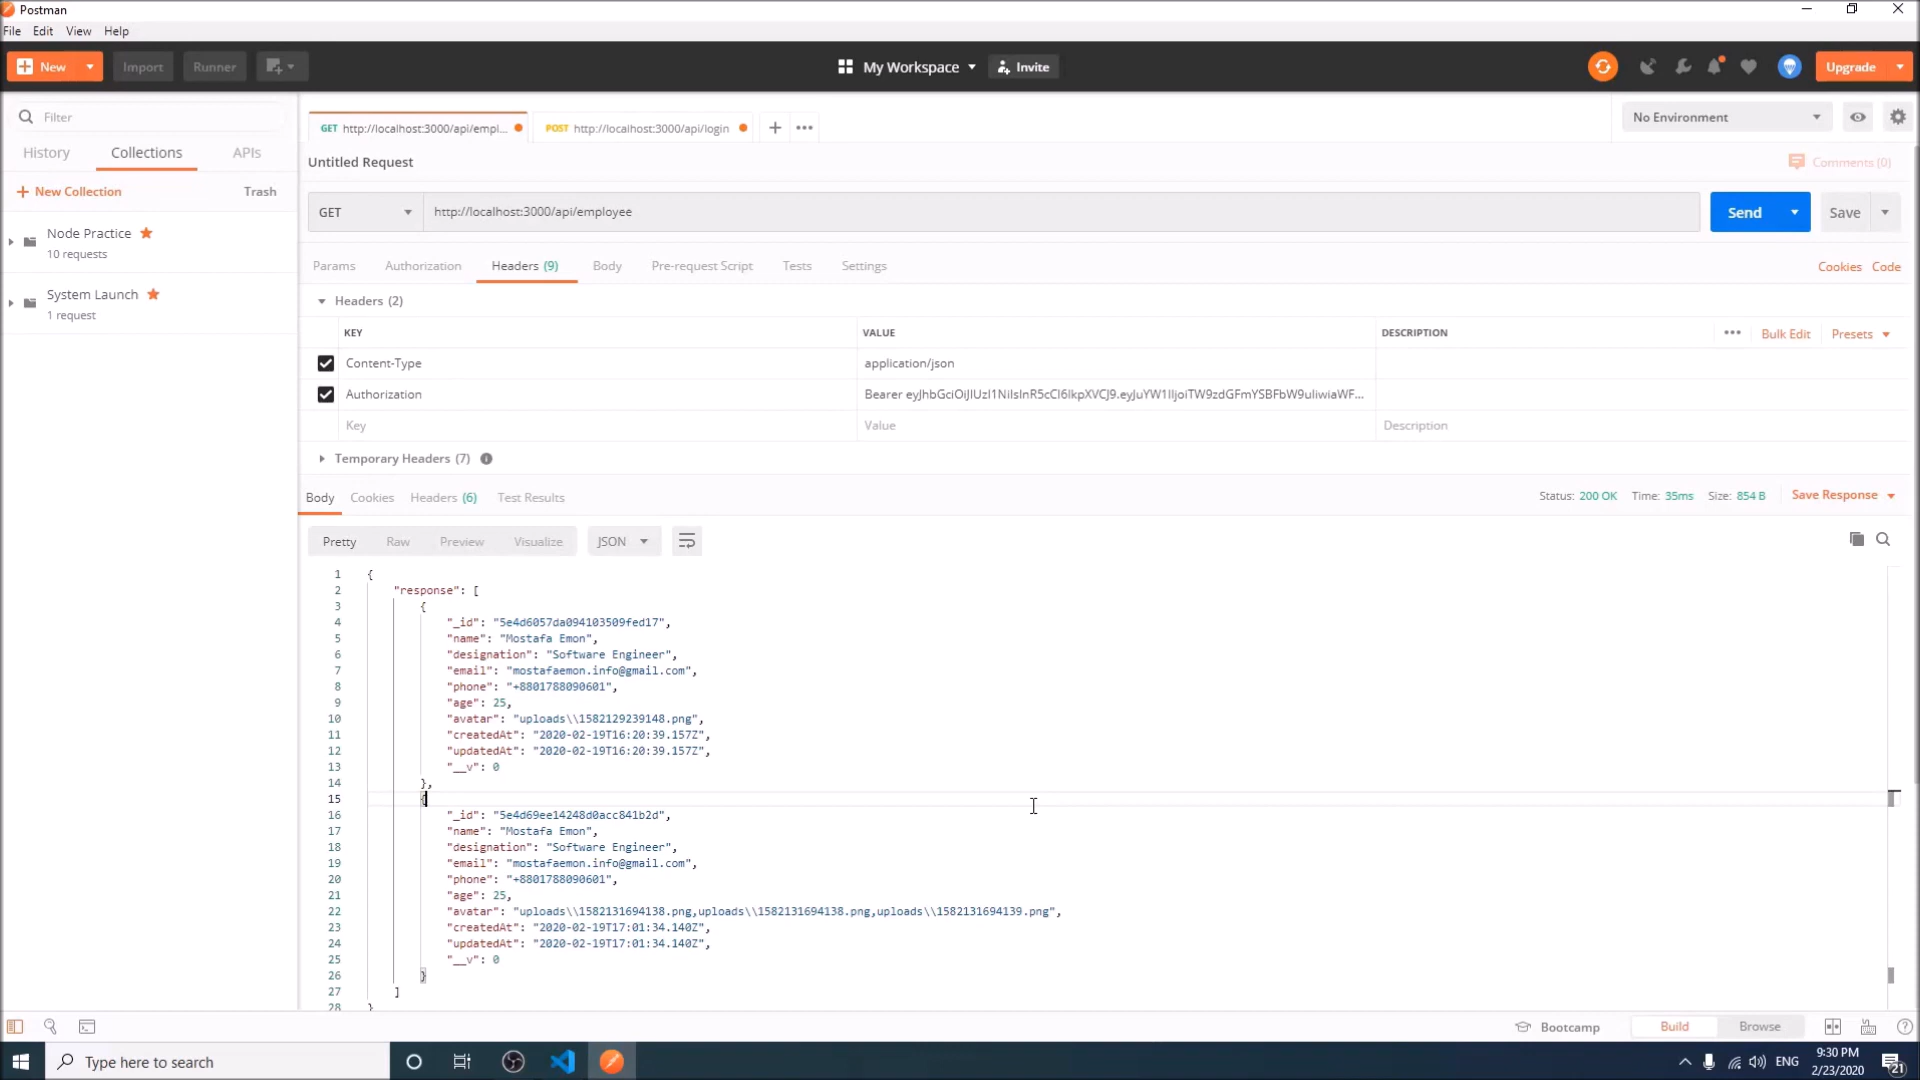 Postman
File Edit View Help
New Import Runner My Workspace Invite Upgrade
Filter
History Collections APIs
New Collection Trash
Node Practice
10 requests
System Launch
1 request
GET http://localhost:3000/api/empl... POST http://localhost:3000/api/login + ••• No Environment
Untitled Request Comments (0)
GET http://localhost:3000/api/employee Send Save
Params Authorization Headers (9) Body Pre-request Script Tests Settings Cookies Code
Headers (2)
KEY VALUE DESCRIPTION ••• Bulk Edit Presets
Content-Type application/json
Authorization
Key Value Description
Temporary Headers (7)
Body Cookies Headers (6) Test Results Status: 200 OK Time: 35ms Size: 854 B Save Response
Pretty Raw Preview Visualize JSON
1 {
2 "response": [
3 {
4 "_id": "5e4d6057da094103509fed17",
5 "name": "Mostafa Emon",
6 "designation": "Software Engineer",
7 "email": "mostafaemon.info@gmail.com",
8 "phone": "+8801788090601",
9 "age": 25,
10 "avatar": "uploads\\1582129239148.png",
11 "createdAt": "2020-02-19T16:20:39.157Z",
12 "updatedAt": "2020-02-19T16:20:39.157Z",
13 "__v": 0
14 },
15 {
16 "_id": "5e4d69ee14248d0acc841b2d",
17 "name": "Mostafa Emon",
18 "designation": "Software Engineer",
19 "email": "mostafaemon.info@gmail.com",
20 "phone": "+8801788090601",
21 "age": 25,
22 "avatar": "uploads\\1582131694138.png,uploads\\1582131694138.png,uploads\\1582131694139.png",
23 "createdAt": "2020-02-19T17:01:34.140Z",
24 "updatedAt": "2020-02-19T17:01:34.140Z",
25 "__v": 0
26 }
27 ]
28 }
Bootcamp Build Browse
Type here to search ENG 9:30 PM
2/23/2020 21